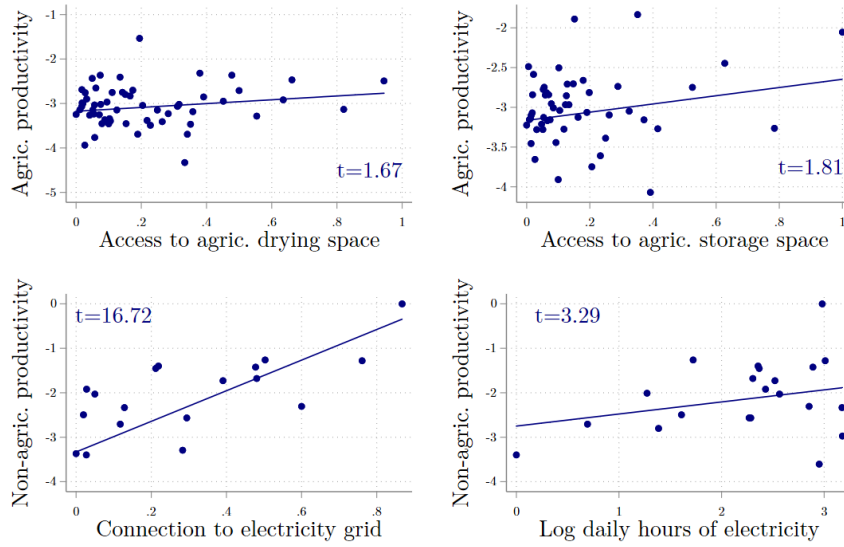 Agric. productivity
-1
-2
-3
-4
-5
t=1.67
0 .2 .4 .6 .8 1
Access to agric. drying space
Agric. productivity
-2
-2.5
-3
-3.5
-4
t=1.81
0 .2 .4 .6 .8 1
Access to agric. storage space
Non-agric. productivity
0
-1
-2
-3
-4
t=16.72
0 .2 .4 .6 .8
Connection to electricity grid
Non-agric. productivity
0
-1
-2
-3
-4
t=3.29
0 1 2 3
Log daily hours of electricity